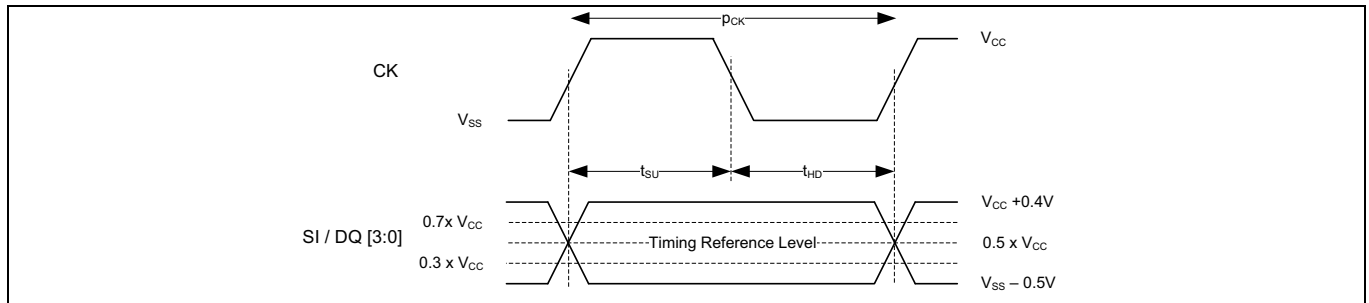 pCK
CK
VCC
VSS
tSU
tHD
VCC +0.4V
0.7x VCC
SI / DQ [3:0]
Timing Reference Level
0.5 x VCC
0.3 x VCC
VSS – 0.5V